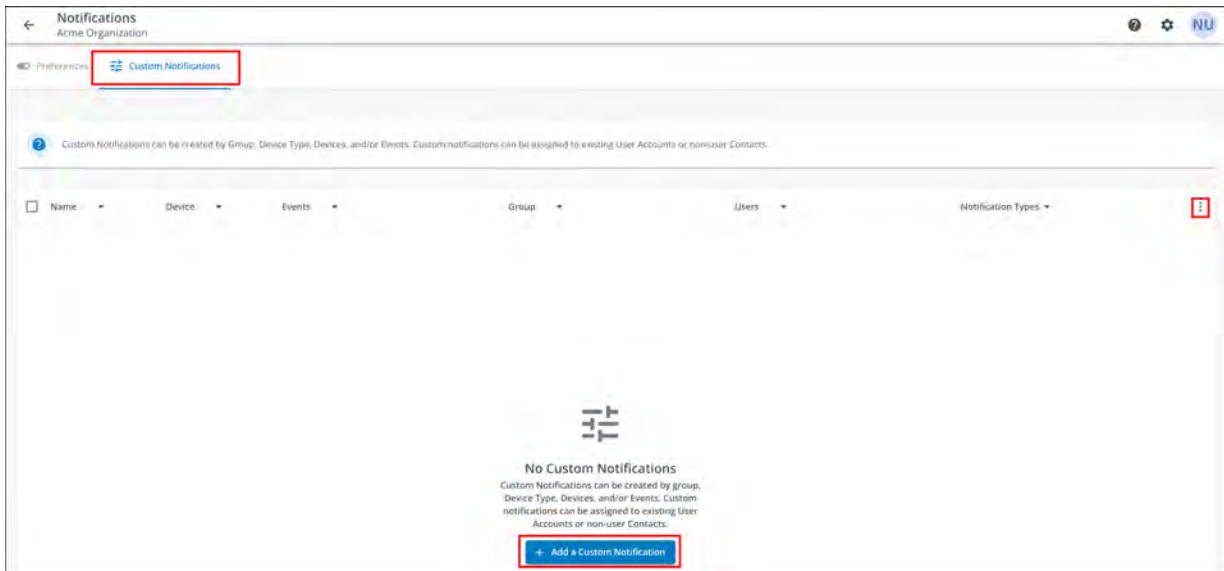 Notifications
Acme Organization
NU
Preferences
Custom Notifications
Custom Notifications can be created by Group, Device Type, Devices, and/or Events. Custom notifications can be assigned to existing User Accounts or non-user Contacts.
Name Device Events Group Users Notification Types
No Custom Notifications
Custom Notifications can be created by group,
Device Type, Devices, and/or Events. Custom
notifications can be assigned to existing User
Accounts or non-user Contacts.
+ Add a Custom Notification